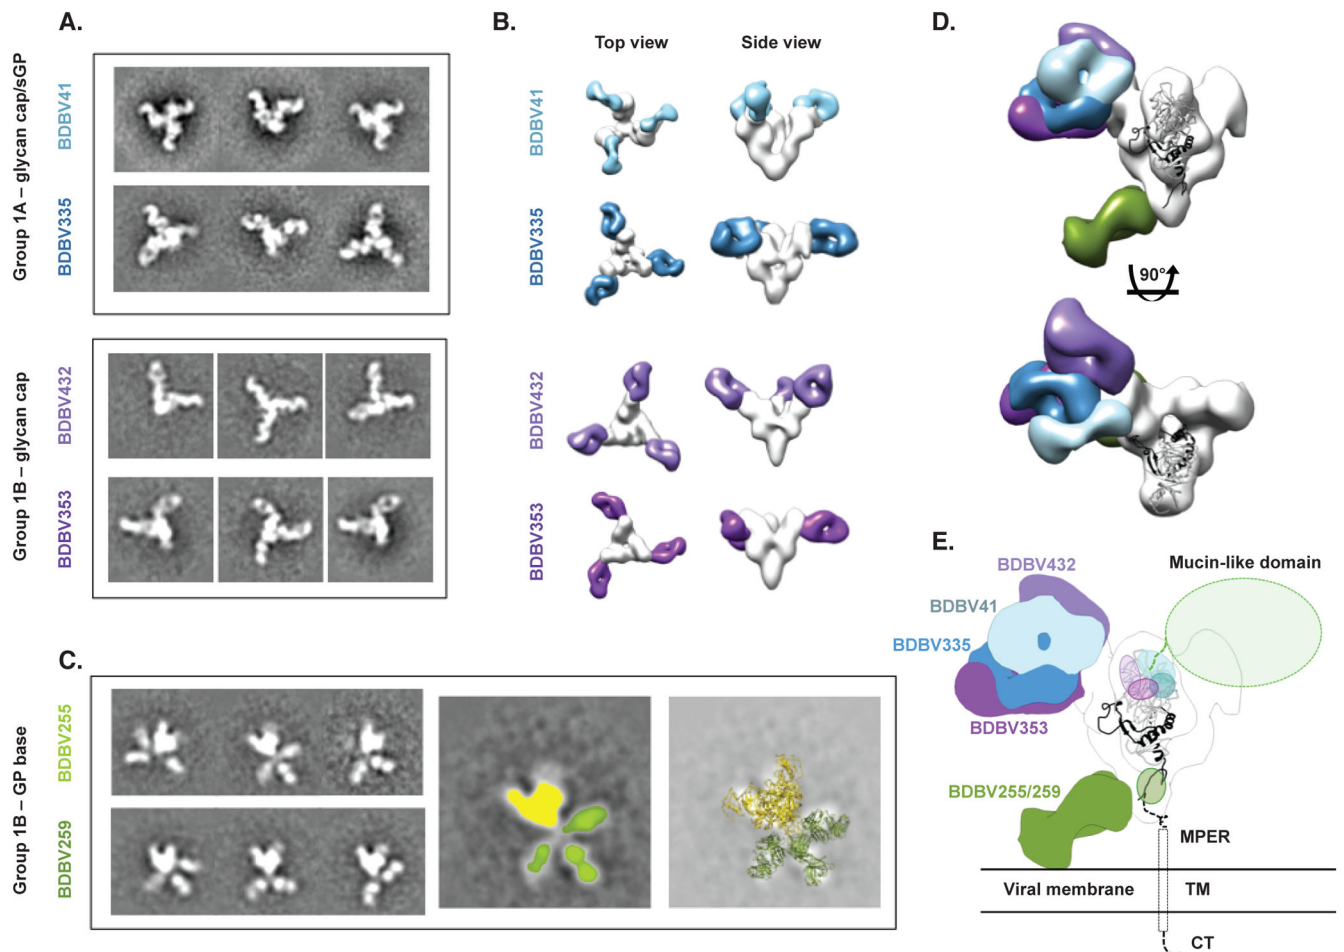 A.
Group 1A – glycan cap/sGP
BDBV41
BDBV335
Group 1B – glycan cap
BDBV432
BDBV353
B.
Top view
Side view
BDBV41
BDBV335
BDBV432
BDBV353
C.
Group 1B – GP base
BDBV255
BDBV259
D.
90°
E.
BDBV432
Mucin-like domain
BDBV41
BDBV335
BDBV353
BDBV255/259
MPER
Viral membrane
TM
CT